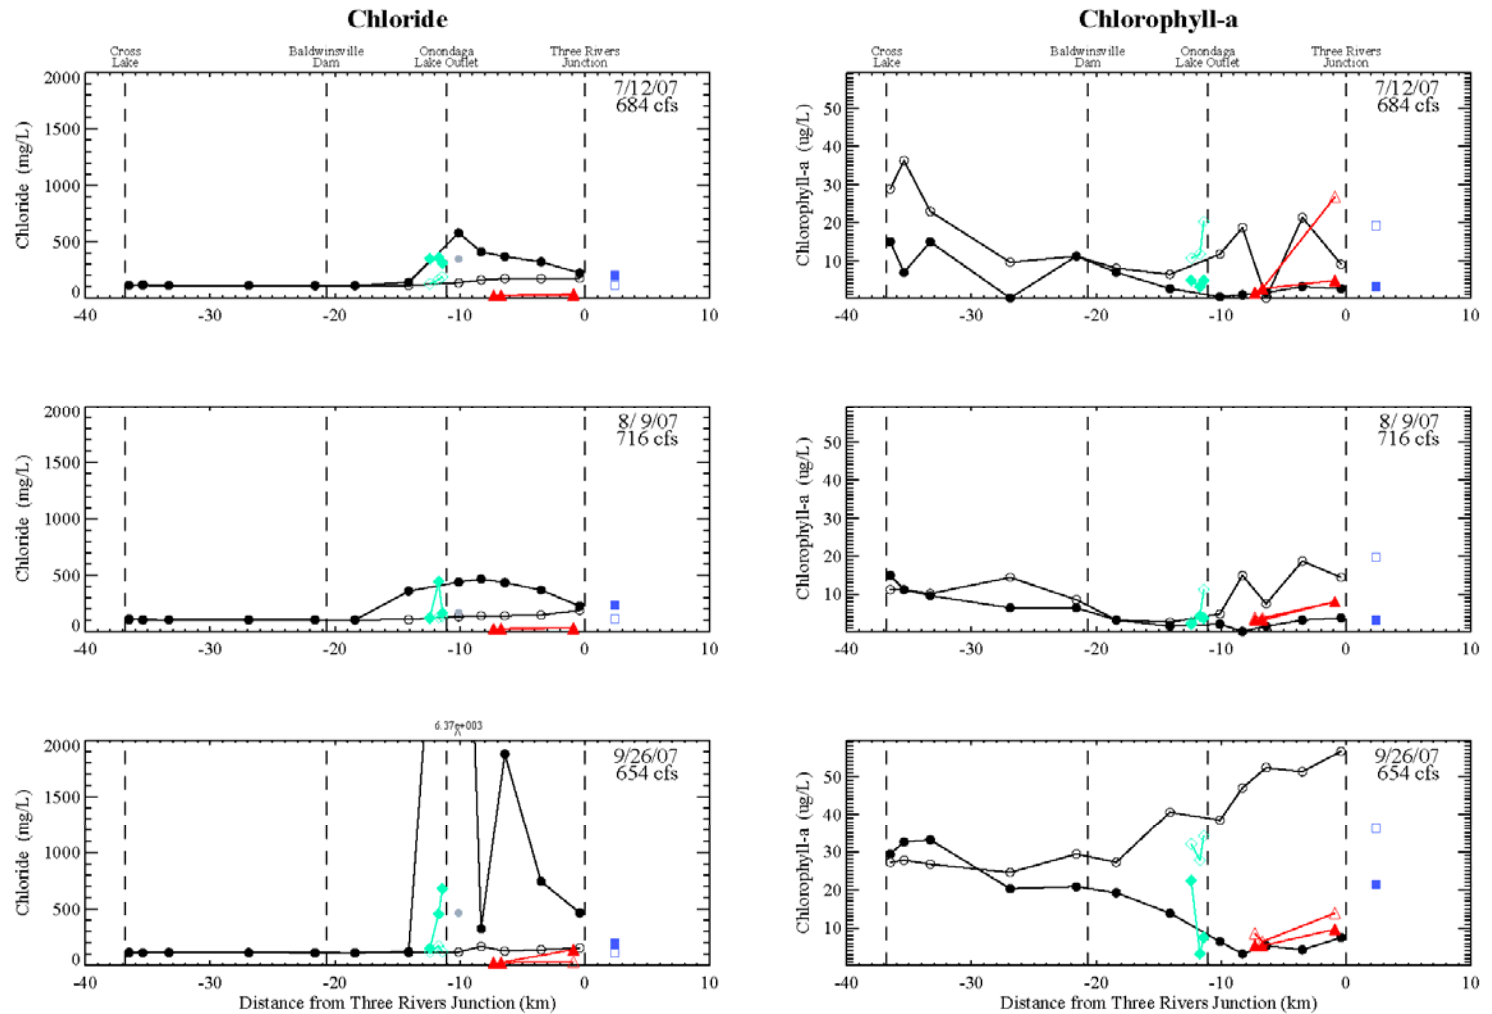 Chloride
Cross
Lake
Baldwinsville
Dam
Onondaga
Lake Outlet
Three Rivers
Junction
Chloride (mg/L)
2000
1500
1000
500
0
7/12/07
684 cfs
-40
-30
-20
-10
0
10
Chlorophyll-a
Cross
Lake
Baldwinsville
Dam
Onondaga
Lake Outlet
Three Rivers
Junction
Chlorophyll-a (ug/L)
50
40
30
20
10
7/12/07
684 cfs
-40
-30
-20
-10
0
10
Chloride (mg/L)
2000
1500
1000
500
0
8/ 9/07
716 cfs
-40
-30
-20
-10
0
10
Chlorophyll-a (ug/L)
50
40
30
20
10
8/ 9/07
716 cfs
-40
-30
-20
-10
0
10
6.37e+003
Chloride (mg/L)
2000
1500
1000
500
0
9/26/07
654 cfs
-40
-30
-20
-10
0
10
Distance from Three Rivers Junction (km)
Chlorophyll-a (ug/L)
50
40
30
20
10
9/26/07
654 cfs
-40
-30
-20
-10
0
10
Distance from Three Rivers Junction (km)